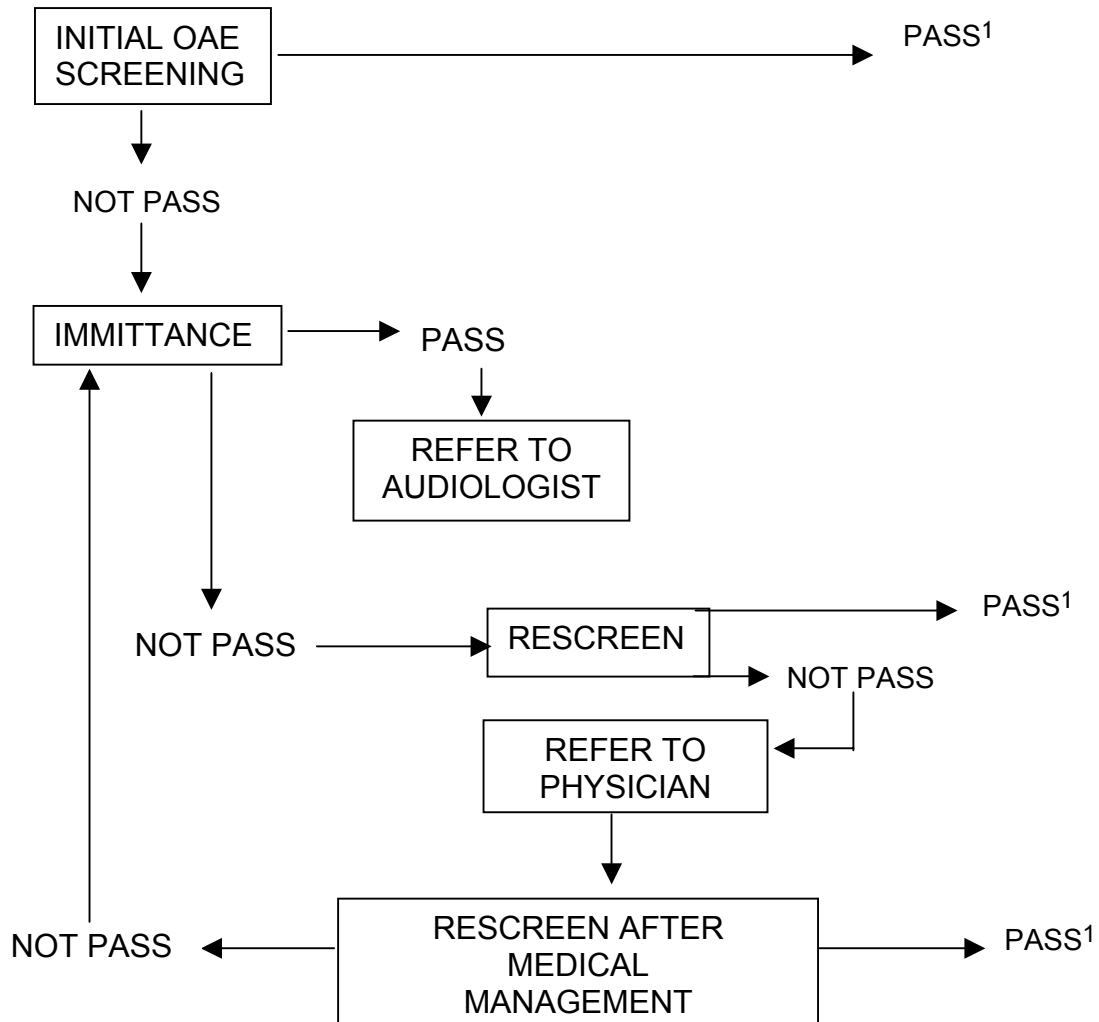 INITIAL OAE
SCREENING
PASS¹
NOT PASS
IMMITTANCE
PASS
REFER TO
AUDIOLOGIST
NOT PASS
RESCREEN
PASS¹
NOT PASS
REFER TO
PHYSICIAN
NOT PASS
RESCREEN AFTER
MEDICAL
MANAGEMENT
PASS¹